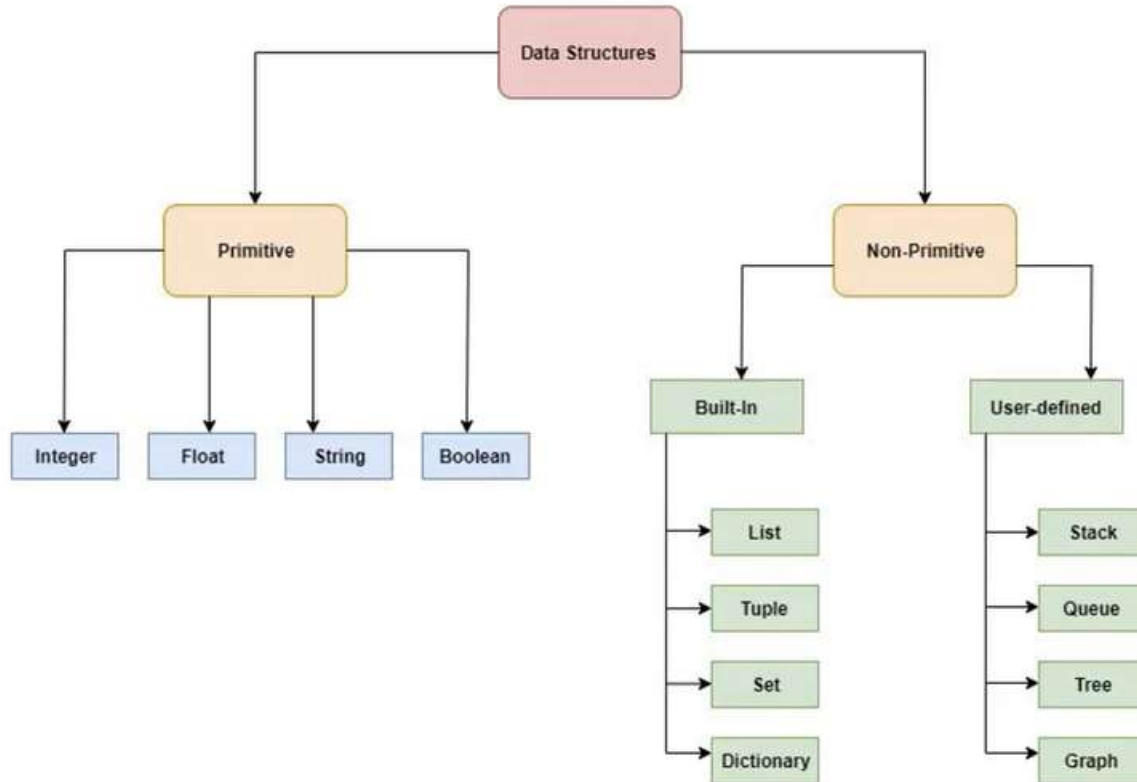 Data Structures
Primitive
Non-Primitive
Built-In
User-defined
Integer
Float
String
Boolean
List
Stack
Tuple
Queue
Set
Tree
Dictionary
Graph